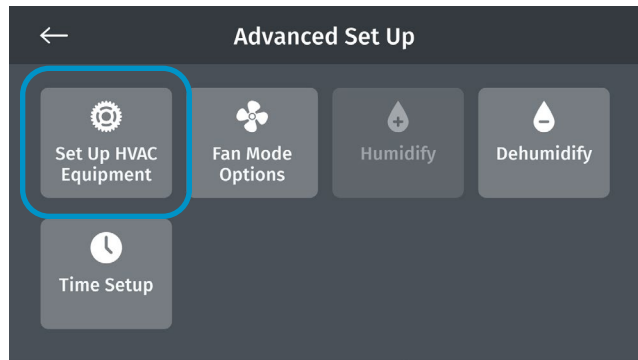 Advanced Set Up
Set Up HVAC
Equipment
Fan Mode
Options
Humidify
Dehumidify
Time Setup